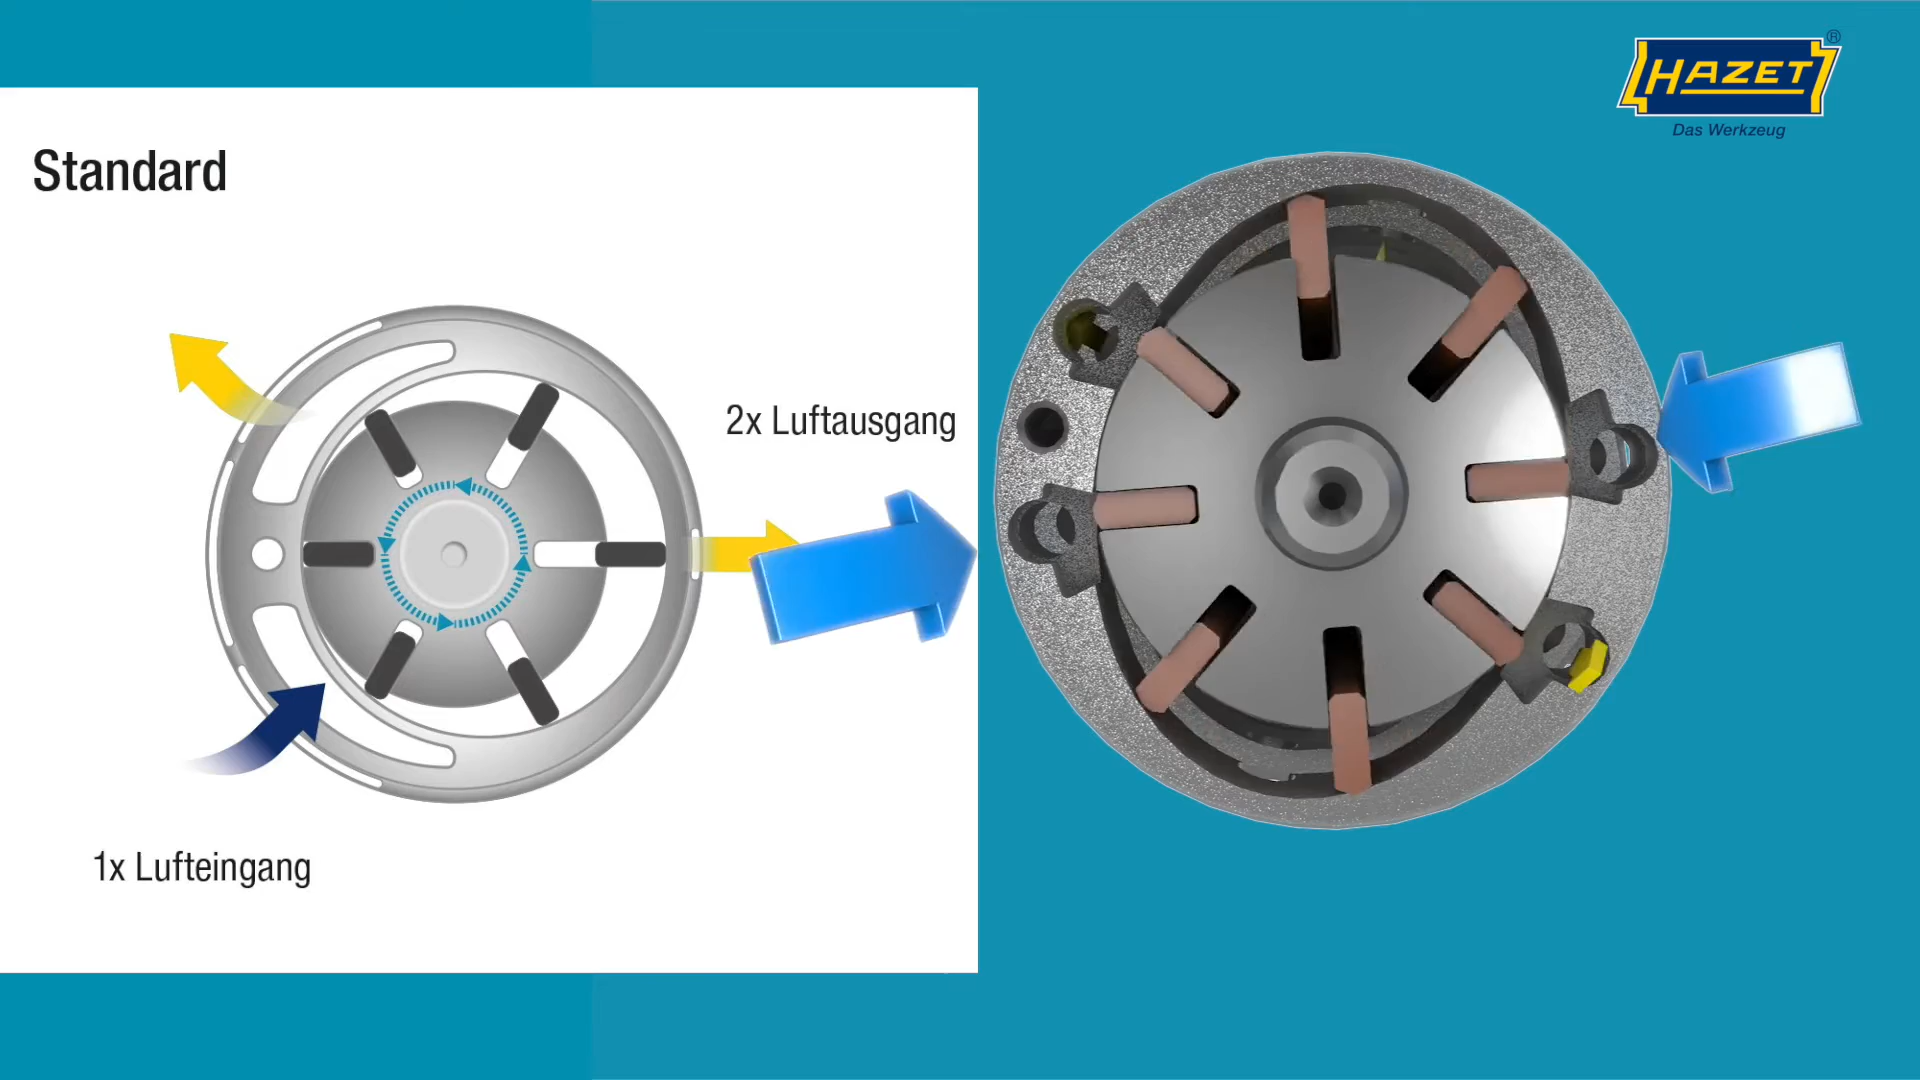 HAZET®
Das Werkzeug
Standard
2x Luftausgang
1x Lufteingang